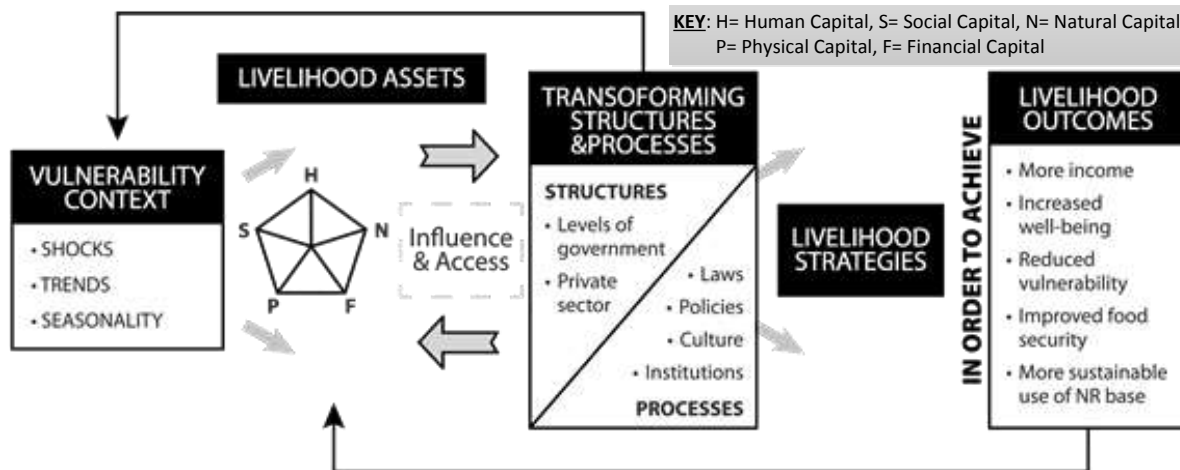 KEY: H= Human Capital, S= Social Capital, N= Natural Capital
P= Physical Capital, F= Financial Capital
LIVELIHOOD ASSETS
VULNERABILITY
CONTEXT
• SHOCKS
• TRENDS
• SEASONALITY
H
S
N
P
F
Influence
& Access
TRANSOFORMING
STRUCTURES
&PROCESSES
STRUCTURES
• Levels of
government
• Private
sector
• Laws
• Policies
• Culture
• Institutions
PROCESSES
LIVELIHOOD
STRATEGIES
IN ORDER TO ACHIEVE
LIVELIHOOD
OUTCOMES
• More income
• Increased
well-being
• Reduced
vulnerability
• Improved food
security
• More sustainable
use of NR base